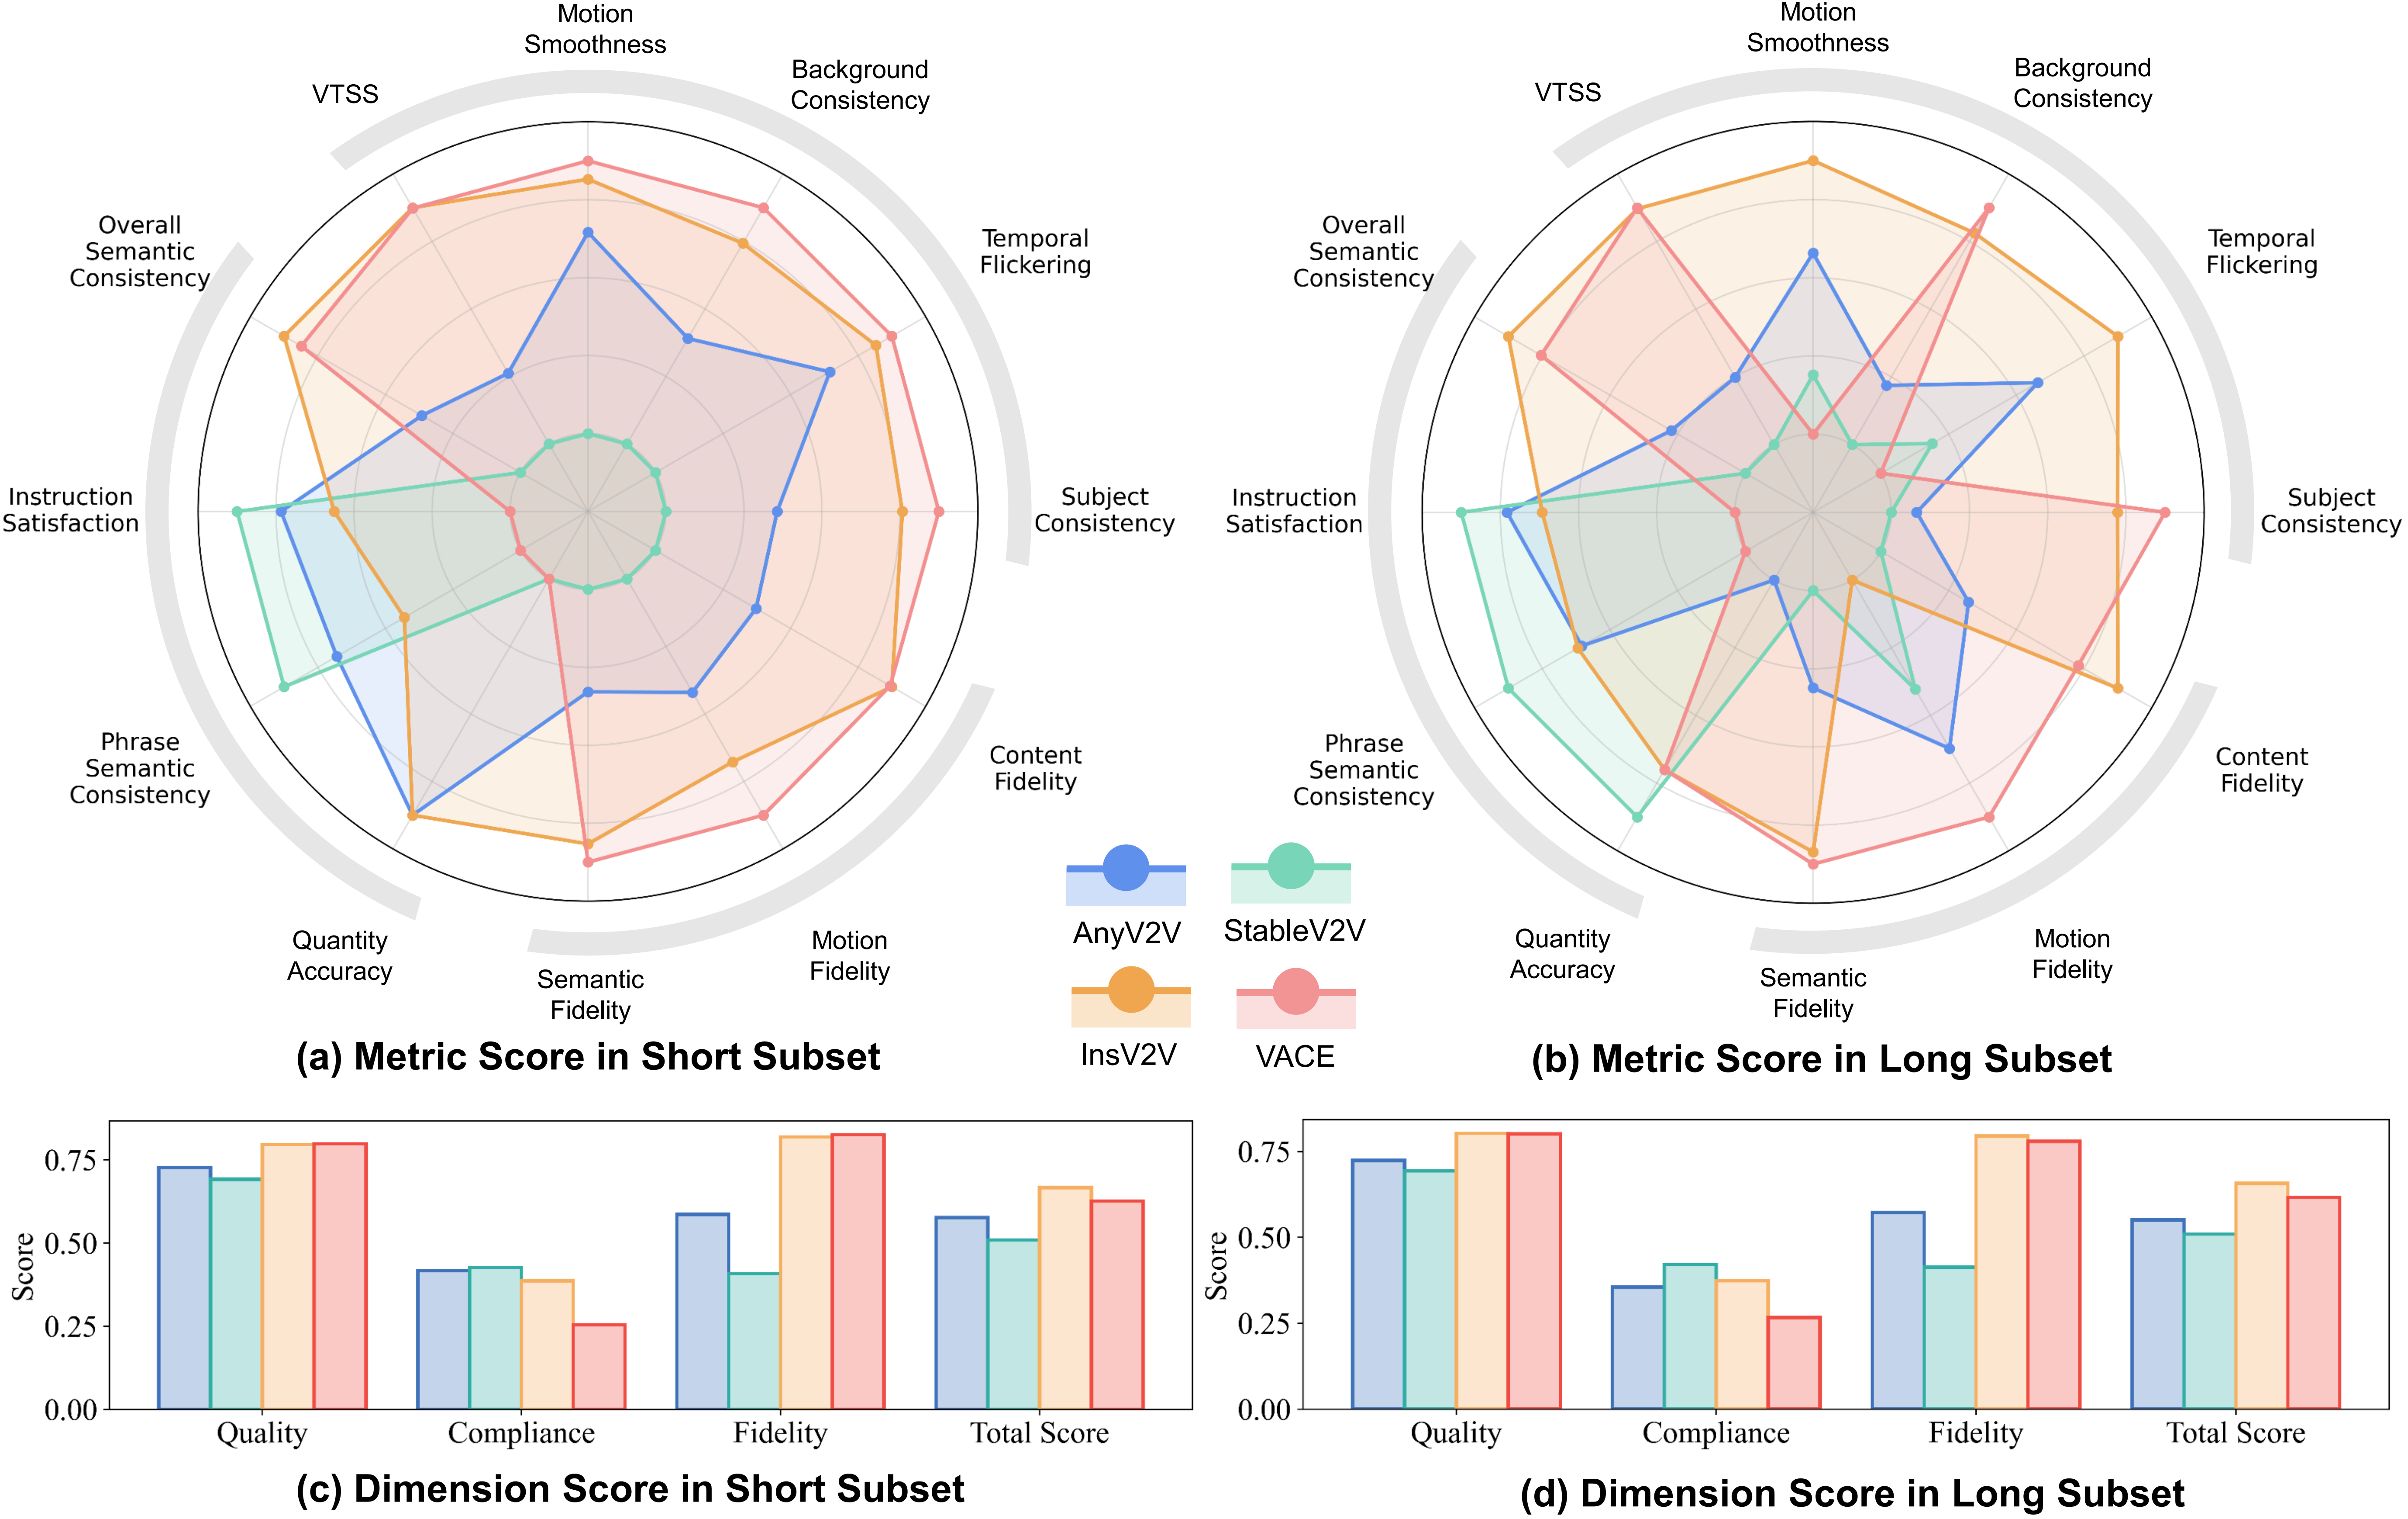 Motion
Smoothness
Background
Consistency
VTSS
Temporal
Flickering
Overall
Semantic
Consistency
Instruction
Satisfaction
Subject
Consistency
Phrase
Semantic
Consistency
Content
Fidelity
Quantity
Accuracy
Semantic
Fidelity
Motion
Fidelity
(a) Metric Score in Short Subset
Motion
Smoothness
Background
Consistency
VTSS
Temporal
Flickering
Overall
Semantic
Consistency
Instruction
Satisfaction
Subject
Consistency
Phrase
Semantic
Consistency
Content
Fidelity
Quantity
Accuracy
Semantic
Fidelity
Motion
Fidelity
(b) Metric Score in Long Subset
AnyV2V
StableV2V
InsV2V
VACE
Score
0.75
0.50
0.25
0.00
Quality
Compliance
Fidelity
Total Score
(c) Dimension Score in Short Subset
Score
0.75
0.50
0.25
0.00
Quality
Compliance
Fidelity
Total Score
(d) Dimension Score in Long Subset